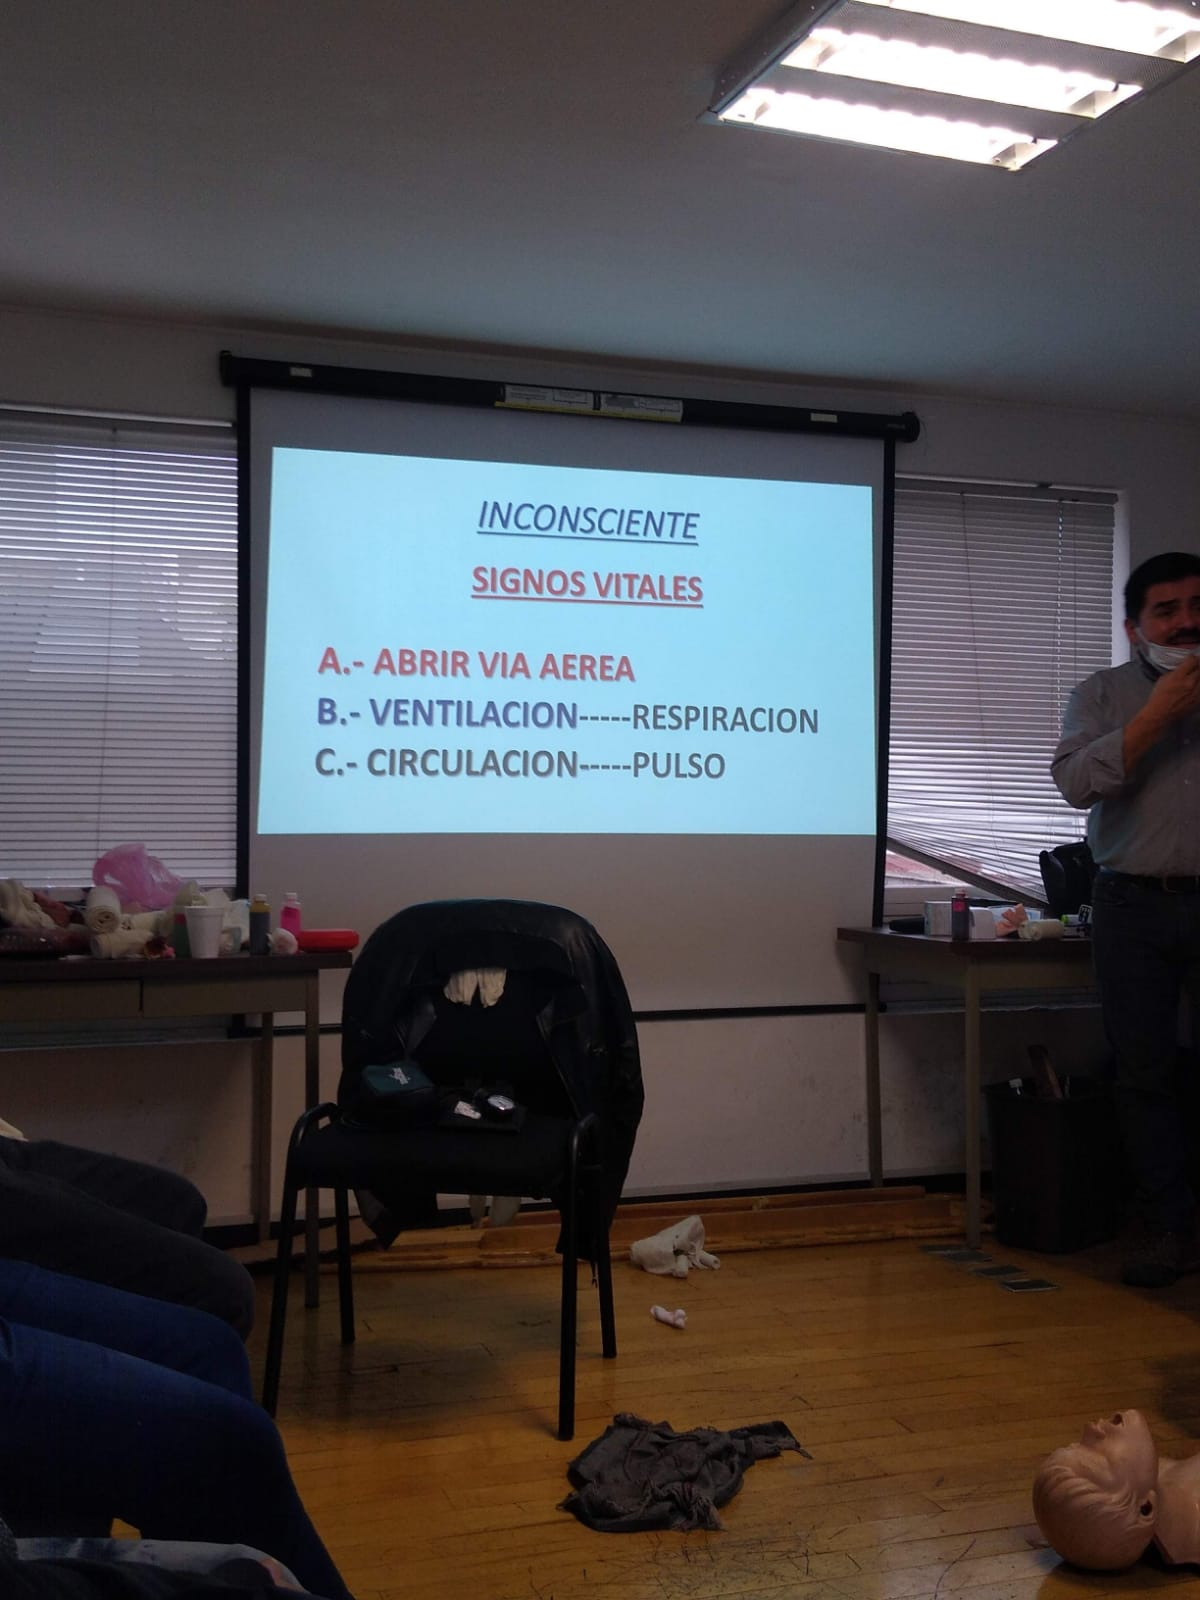 INCONSCIENTE
SIGNOS VITALES
A.- ABRIR VIA AEREA
B.- VENTILACION-----RESPIRACION
C.- CIRCULACION-----PULSO